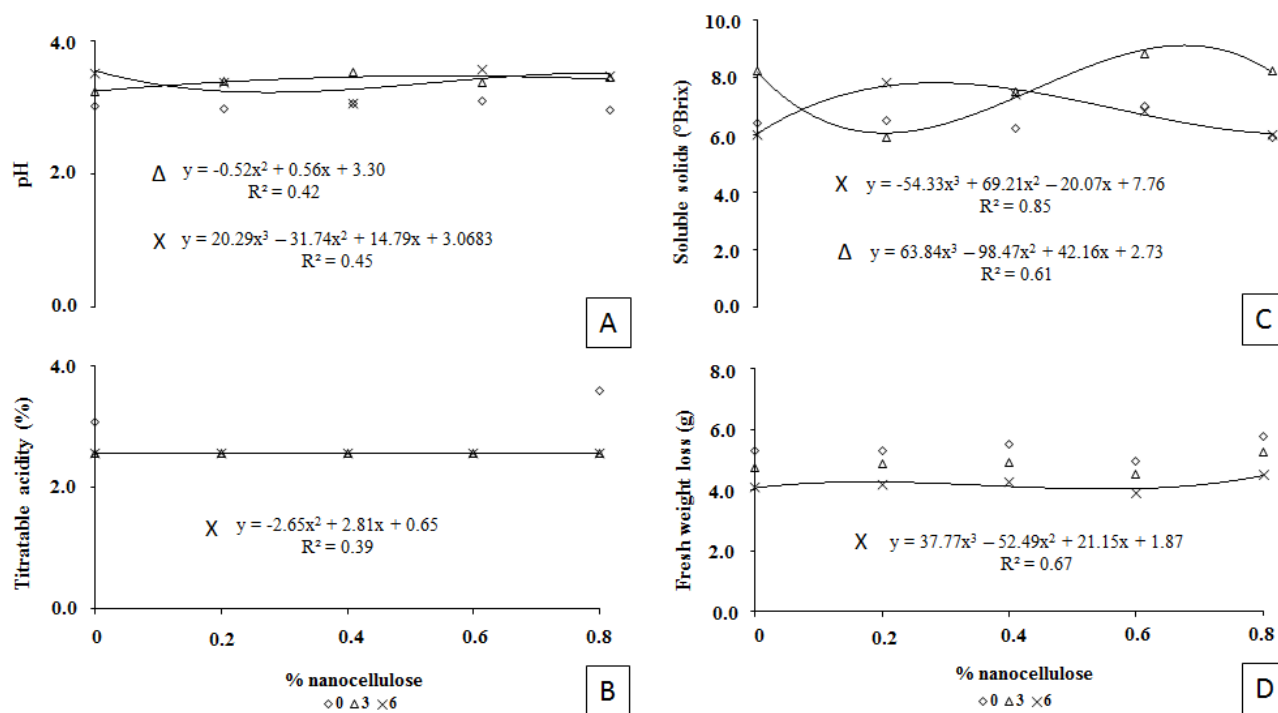 4.0
2.0
0.0
pH
Δ y = -0.52x² + 0.56x + 3.30
R² = 0.42
X y = 20.29x³ – 31.74x² + 14.79x + 3.0683
R² = 0.45
A
4.0
2.0
0.0
Titratable acidity (%)
X y = -2.65x² + 2.81x + 0.65
R² = 0.39
0 0.2 0.4 0.6 0.8
% nanocellulose
◇0 Δ3 ×6
B
10.0
8.0
6.0
4.0
2.0
0.0
Soluble solids (°Brix)
X y = -54.33x³ + 69.21x² – 20.07x + 7.76
R² = 0.85
Δ y = 63.84x³ – 98.47x² + 42.16x + 2.73
R² = 0.61
C
8.0
6.0
4.0
2.0
0.0
Fresh weight loss (g)
X y = 37.77x³ – 52.49x² + 21.15x + 1.87
R² = 0.67
0 0.2 0.4 0.6 0.8
% nanocellulose
◇0 Δ3 ×6
D